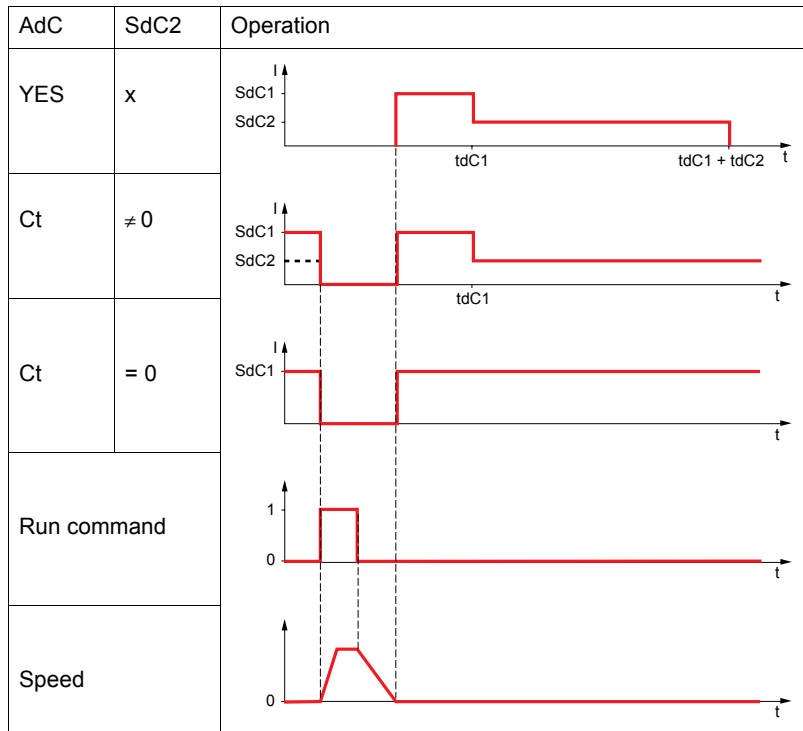 AdC SdC2 Operation
YES x
I
SdC1
SdC2
tdC1 tdC1 + tdC2 t
Ct ≠ 0
I
SdC1
SdC2
tdC1 t
Ct = 0
I
SdC1
t
Run command
1
0
t
Speed
0
t